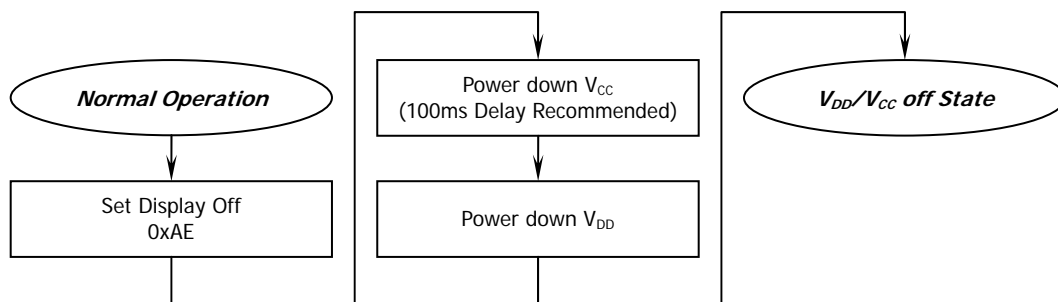 Normal Operation
Set Display Off
0xAE
Power down VCC
(100ms Delay Recommended)
Power down VDD
VDD/VCC off State